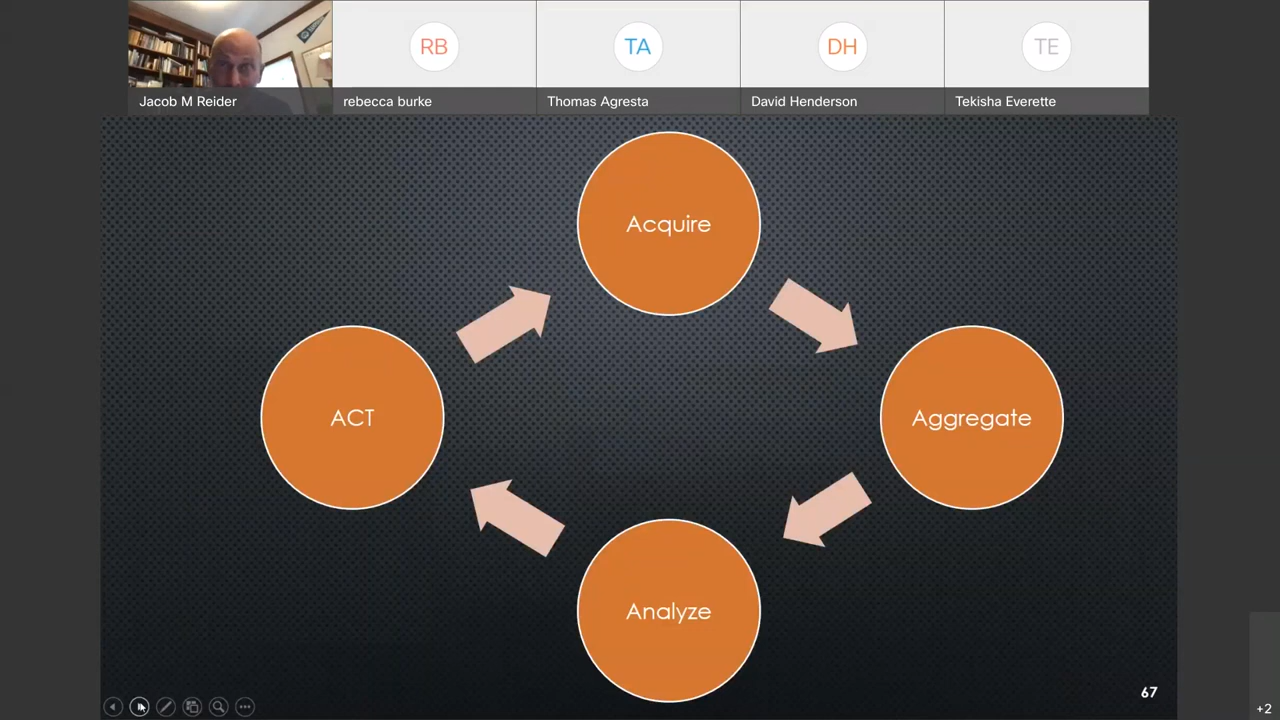 RB
TA
DH
TE
Jacob M Reider
rebecca burke
Thomas Agresta
David Henderson
Tekisha Everette
Acquire
ACT
Aggregate
Analyze
67
+2